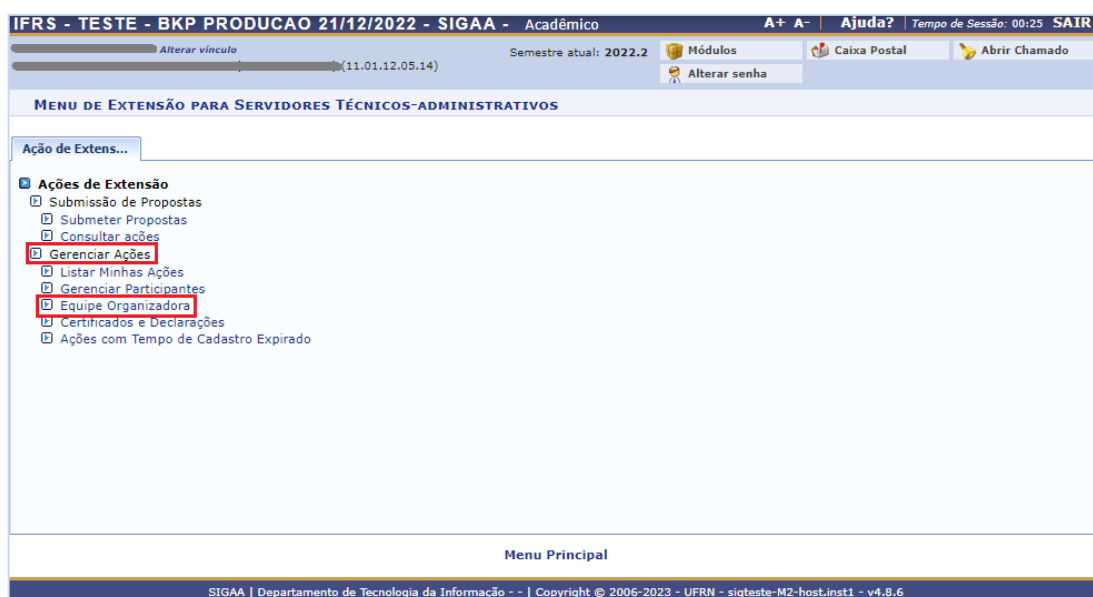 IFRS - TESTE - BKP PRODUCAO 21/12/2022 - SIGAA - Acadêmico A+ A- | Ajuda? | Tempo de Sessão: 00:25 SAIR
Alterar vínculo Semestre atual: 2022.2 Módulos Caixa Postal Abrir Chamado
(11.01.12.05.14) Alterar senha
MENU DE EXTENSÃO PARA SERVIDORES TÉCNICOS-ADMINISTRATIVOS
Ação de Extens...
Ações de Extensão
Submissão de Propostas
Submeter Propostas
Consultar ações
Gerenciar Ações
Listar Minhas Ações
Gerenciar Participantes
Equipe Organizadora
Certificados e Declarações
Ações com Tempo de Cadastro Expirado
Menu Principal
SIGAA | Departamento de Tecnologia da Informação - - | Copyright © 2006-2023 - UFRN - sigteste-M2-host.inst1 - v4.8.6